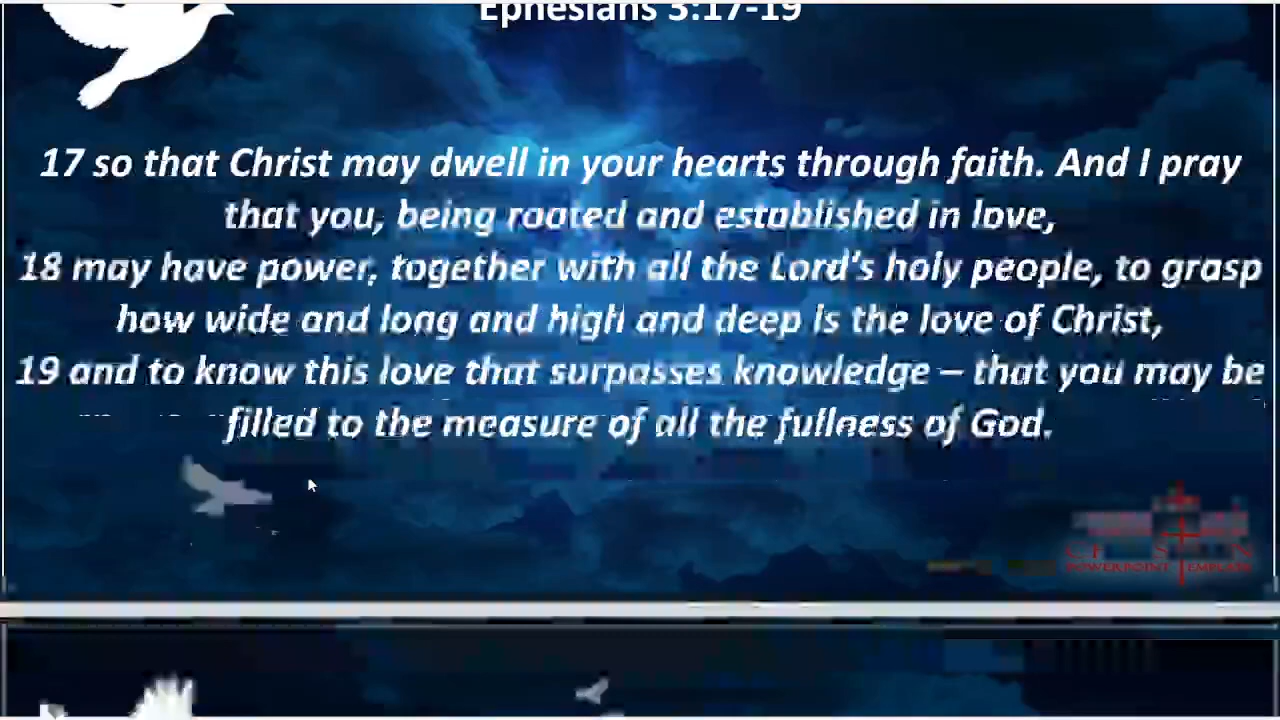 Ephesians 3:17-19
17 so that Christ may dwell in your hearts through faith. And I pray
that you, being rooted and established in love,
18 may have power, together with all the Lord's holy people, to grasp
how wide and long and high and deep is the love of Christ,
19 and to know this love that surpasses knowledge – that you may be
filled to the measure of all the fullness of God.
POWERPOINT